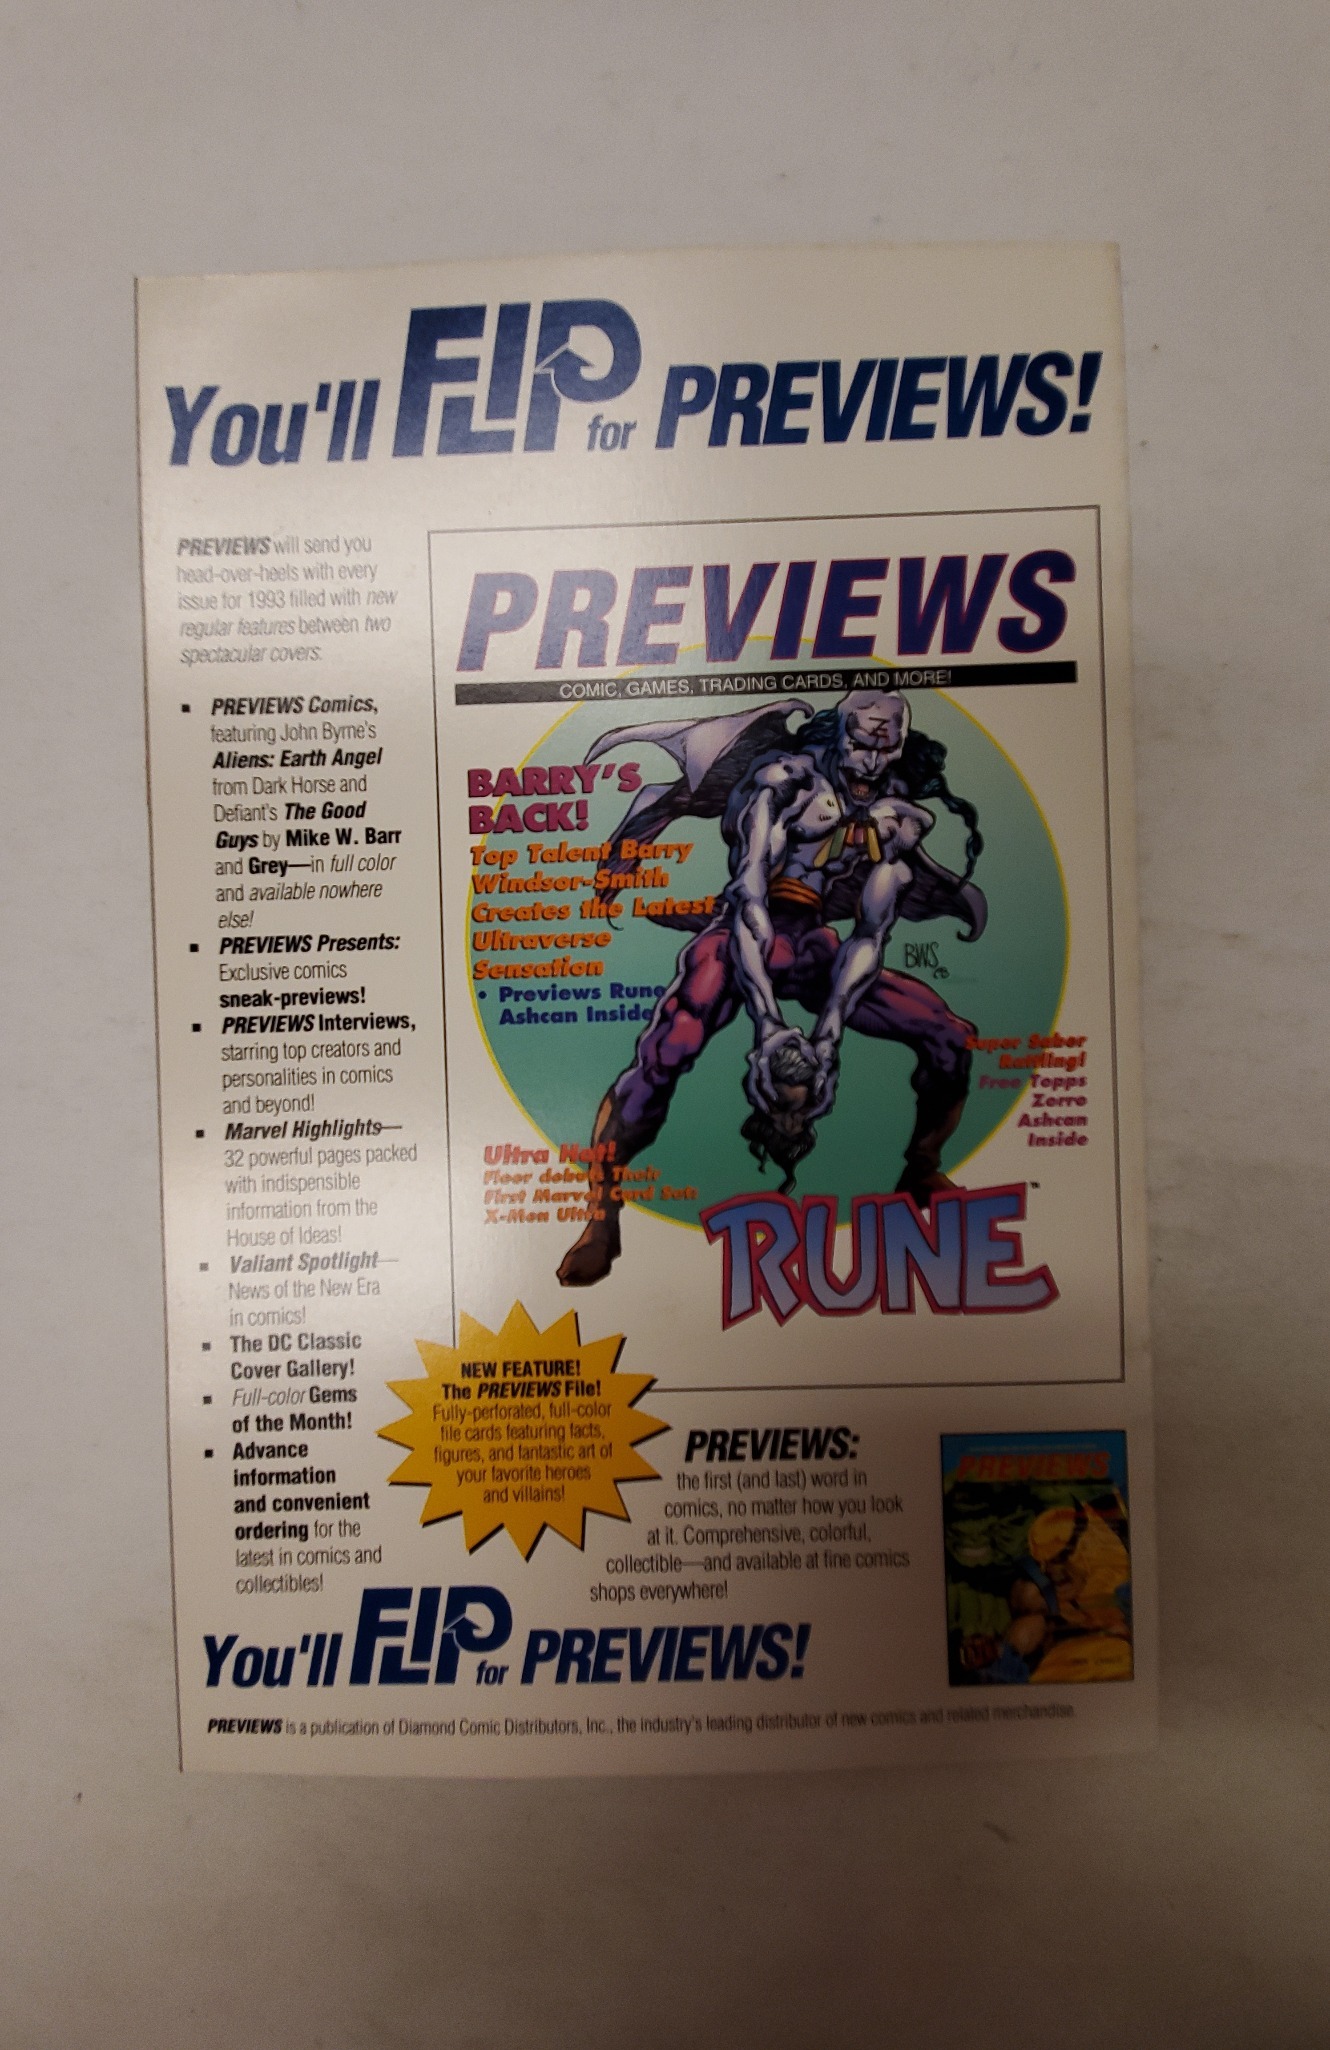 You'll FLIP for PREVIEWS!
PREVIEWS will send you
head-over-heels with every
issue for 1993 filled with new
regular features between two
spectacular covers.
▪ PREVIEWS Comics,
featuring John Byrne's
Aliens: Earth Angel
from Dark Horse and
Defiant's The Good
Guys by Mike W. Barr
and Grey—in full color
and available nowhere
else!
▪ PREVIEWS Presents:
Exclusive comics
sneak-previews!
▪ PREVIEWS Interviews,
starring top creators and
personalities in comics
and beyond!
▪ Marvel Highlights—
32 powerful pages packed
with indispensible
information from the
House of Ideas!
▪ Valiant Spotlight—
News of the New Era
in comics!
▪ The DC Classic
Cover Gallery!
▪ Full-color Gems
of the Month!
▪ Advance
information
and convenient
ordering for the
latest in comics and
collectibles!
PREVIEWS
COMIC, GAMES, TRADING CARDS, AND MORE!
BARRY'S
BACK!
Top Talent Barry
Windsor-Smith
Creates the Latest
Ultraverse
Sensation
• Previews Rune
Ashcan Inside
BWS
Super Sabor
Battling!
Free Topps
Zorro
Ashcan
Inside
Ultra Hot!
Fleer debuts Their
First Marvel Card Set:
X-Men Ultra
RUNE™
NEW FEATURE!
The PREVIEWS File!
Fully-perforated, full-color
file cards featuring facts,
figures, and fantastic art of
your favorite heroes
and villains!
PREVIEWS:
the first (and last) word in
comics, no matter how you look
at it. Comprehensive, colorful,
collectible—and available at fine comics
shops everywhere!
PREVIEWS
You'll FLIP for PREVIEWS!
PREVIEWS is a publication of Diamond Comic Distributors, Inc., the industry's leading distributor of new comics and related merchandise.